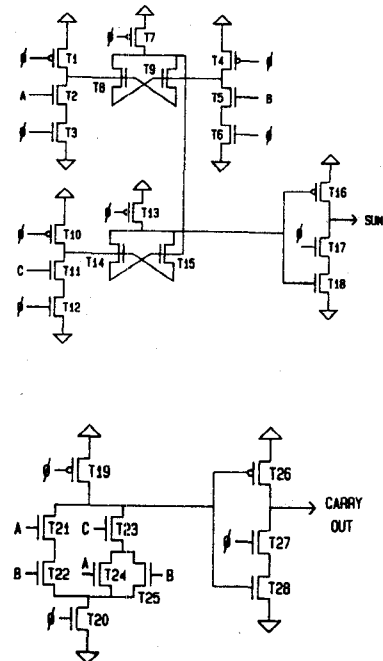 T7
ϕ
ϕ T1 T4 ϕ
T9
T8
A T2 T5 B
ϕ T3 T6 ϕ
T13
ϕ
T16
ϕ T10
SUM
C T11 T14 T15 ϕ T17
ϕ T12 T18
ϕ T19
T26
A T21 C T23
CARRY
OUT
ϕ T27
B T22 A T24 B
T25
T28
ϕ T20